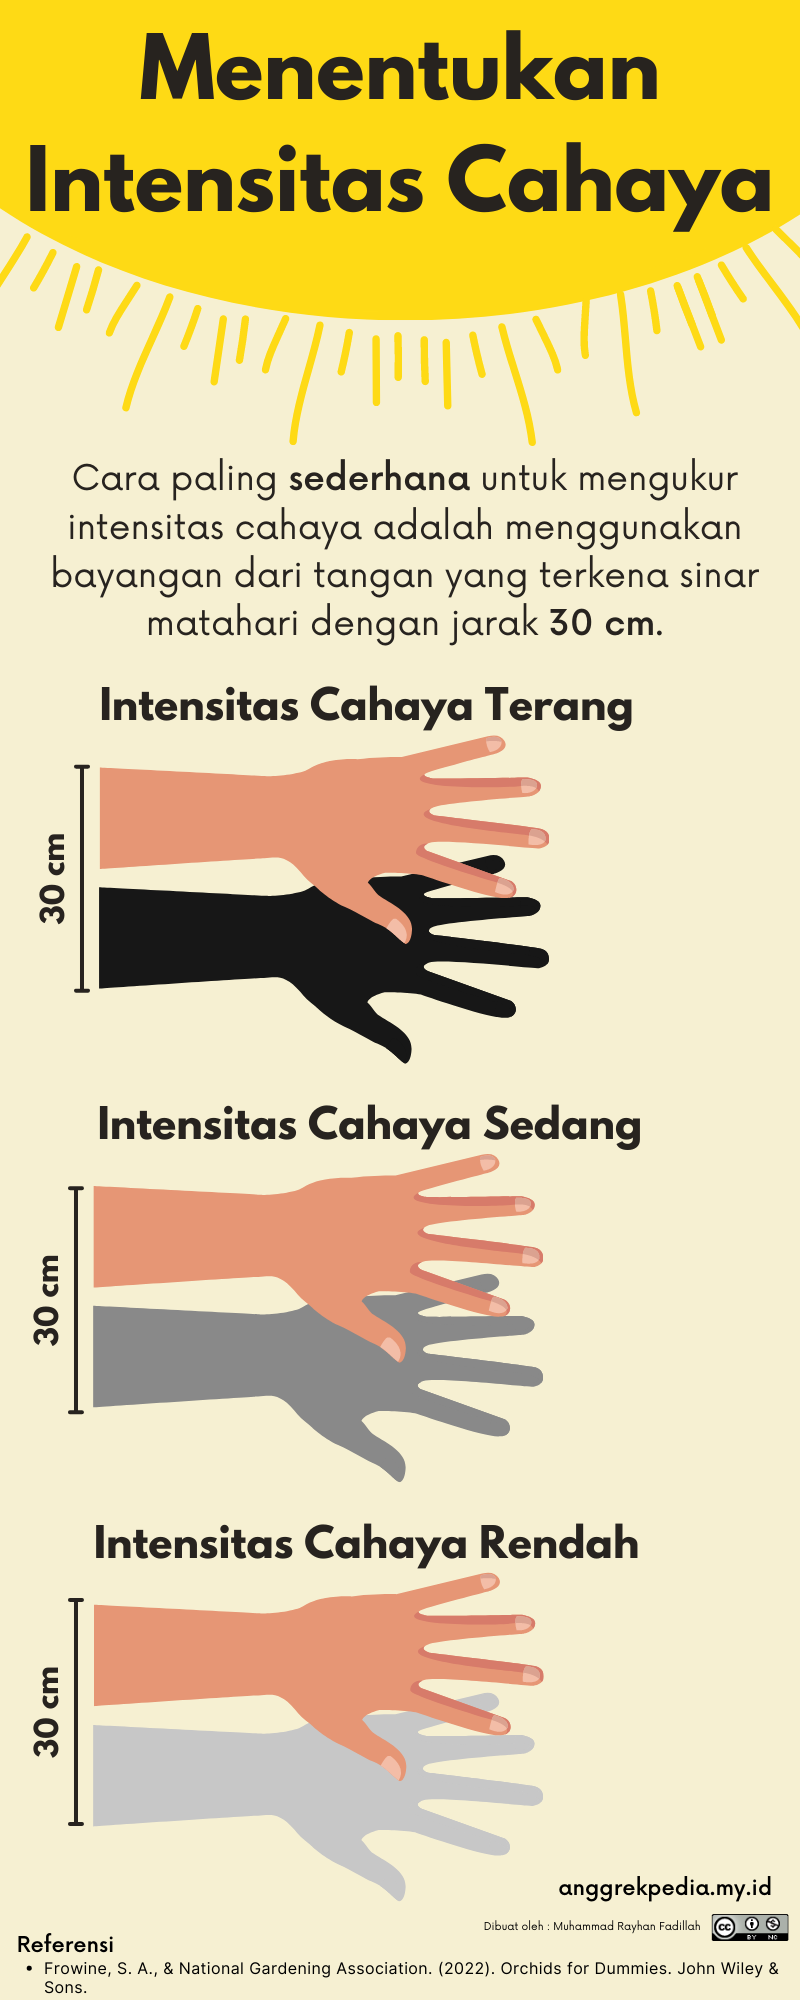 Menentukan
Intensitas Cahaya
Cara paling sederhana untuk mengukur
intensitas cahaya adalah menggunakan
bayangan dari tangan yang terkena sinar
matahari dengan jarak 30 cm.
Intensitas Cahaya Terang
30 cm
Intensitas Cahaya Sedang
30 cm
Intensitas Cahaya Rendah
30 cm
anggrekpedia.my.id
Dibuat oleh : Muhammad Rayhan Fadillah
cc BY NC
Referensi
• Frowine, S. A., & National Gardening Association. (2022). Orchids for Dummies. John Wiley &
Sons.